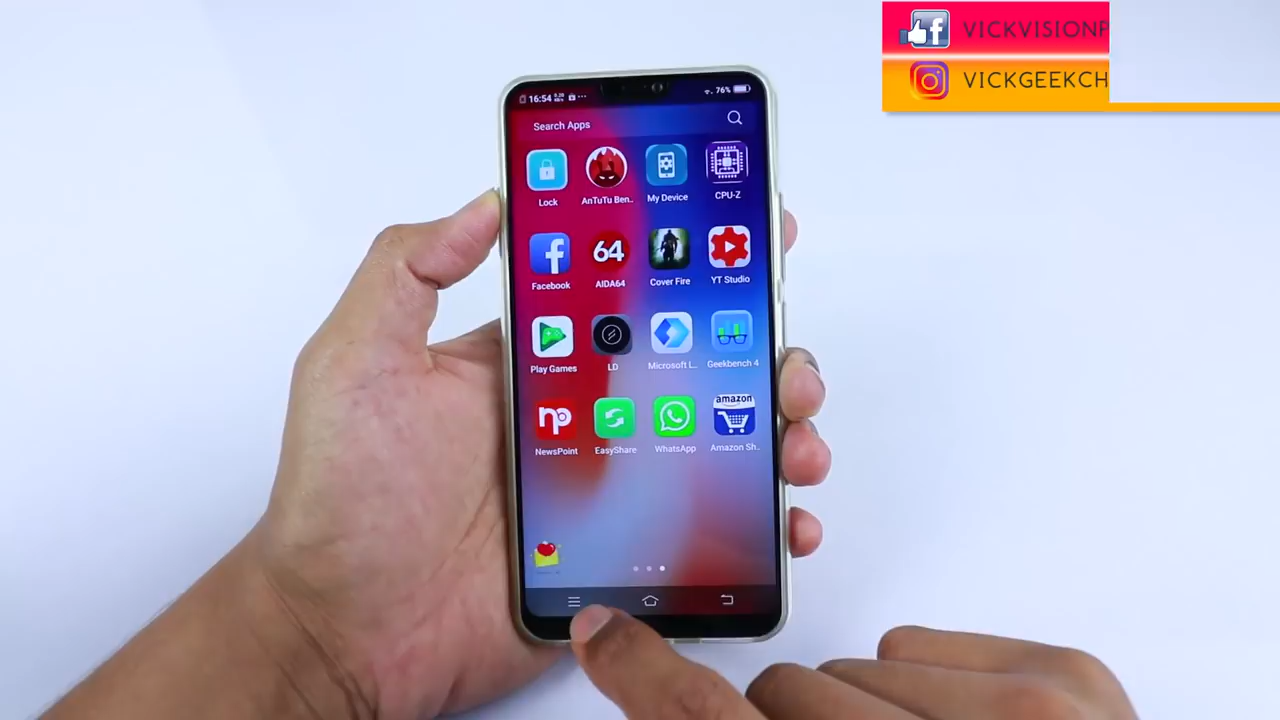 VICKVISIONP
VICKGEEKCH
16:54
76%
Search Apps
Lock
AnTuTu Ben..
My Device
CPU-Z
Facebook
64
AIDA64
Cover Fire
YT Studio
Play Games
LD
Microsoft L..
Geekbench 4
np
NewsPoint
EasyShare
WhatsApp
amazon
Amazon Sh..